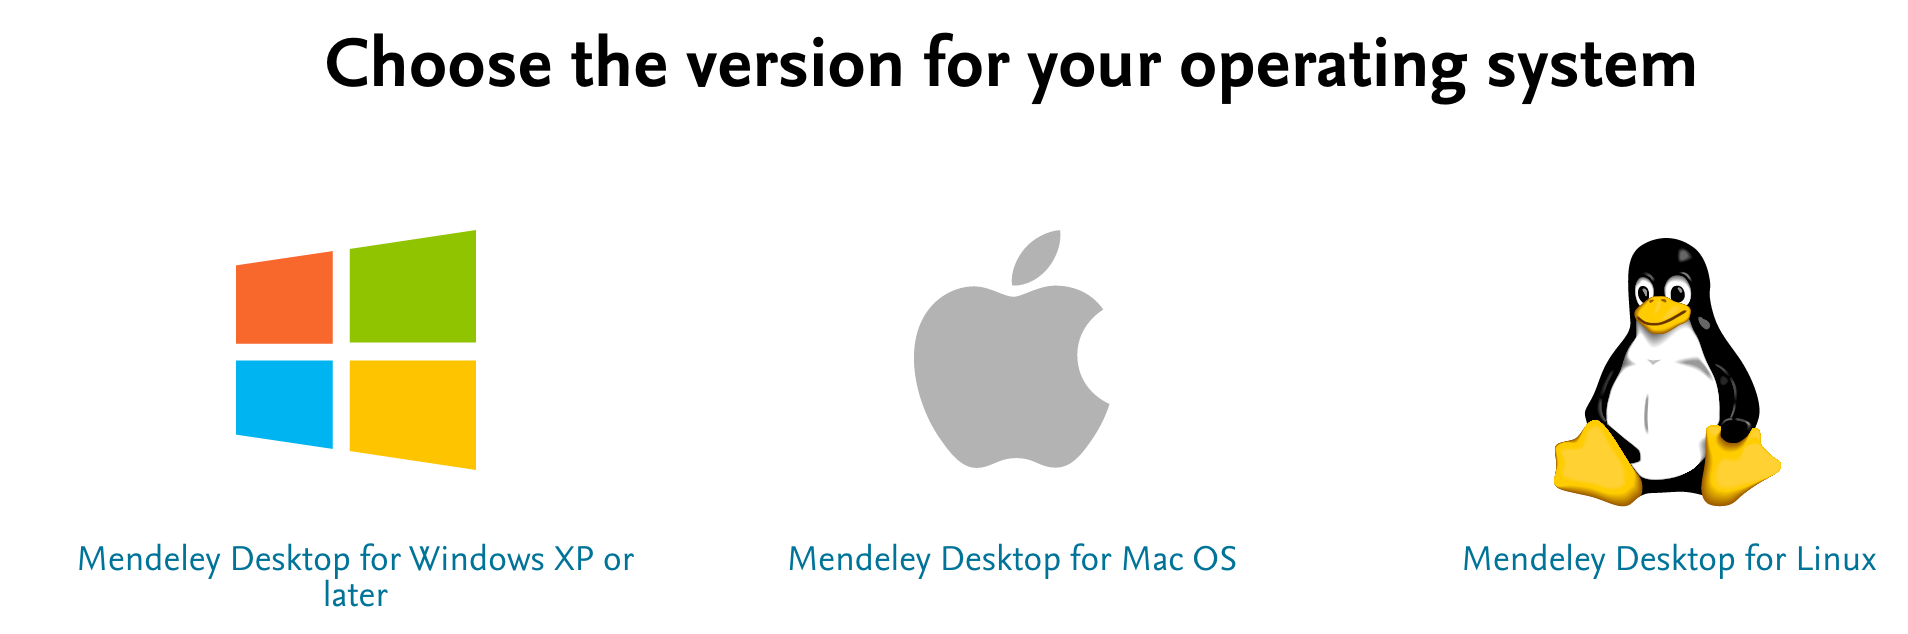 Choose the version for your operating system
Mendeley Desktop for Windows XP or
later
Mendeley Desktop for Mac OS
Mendeley Desktop for Linux